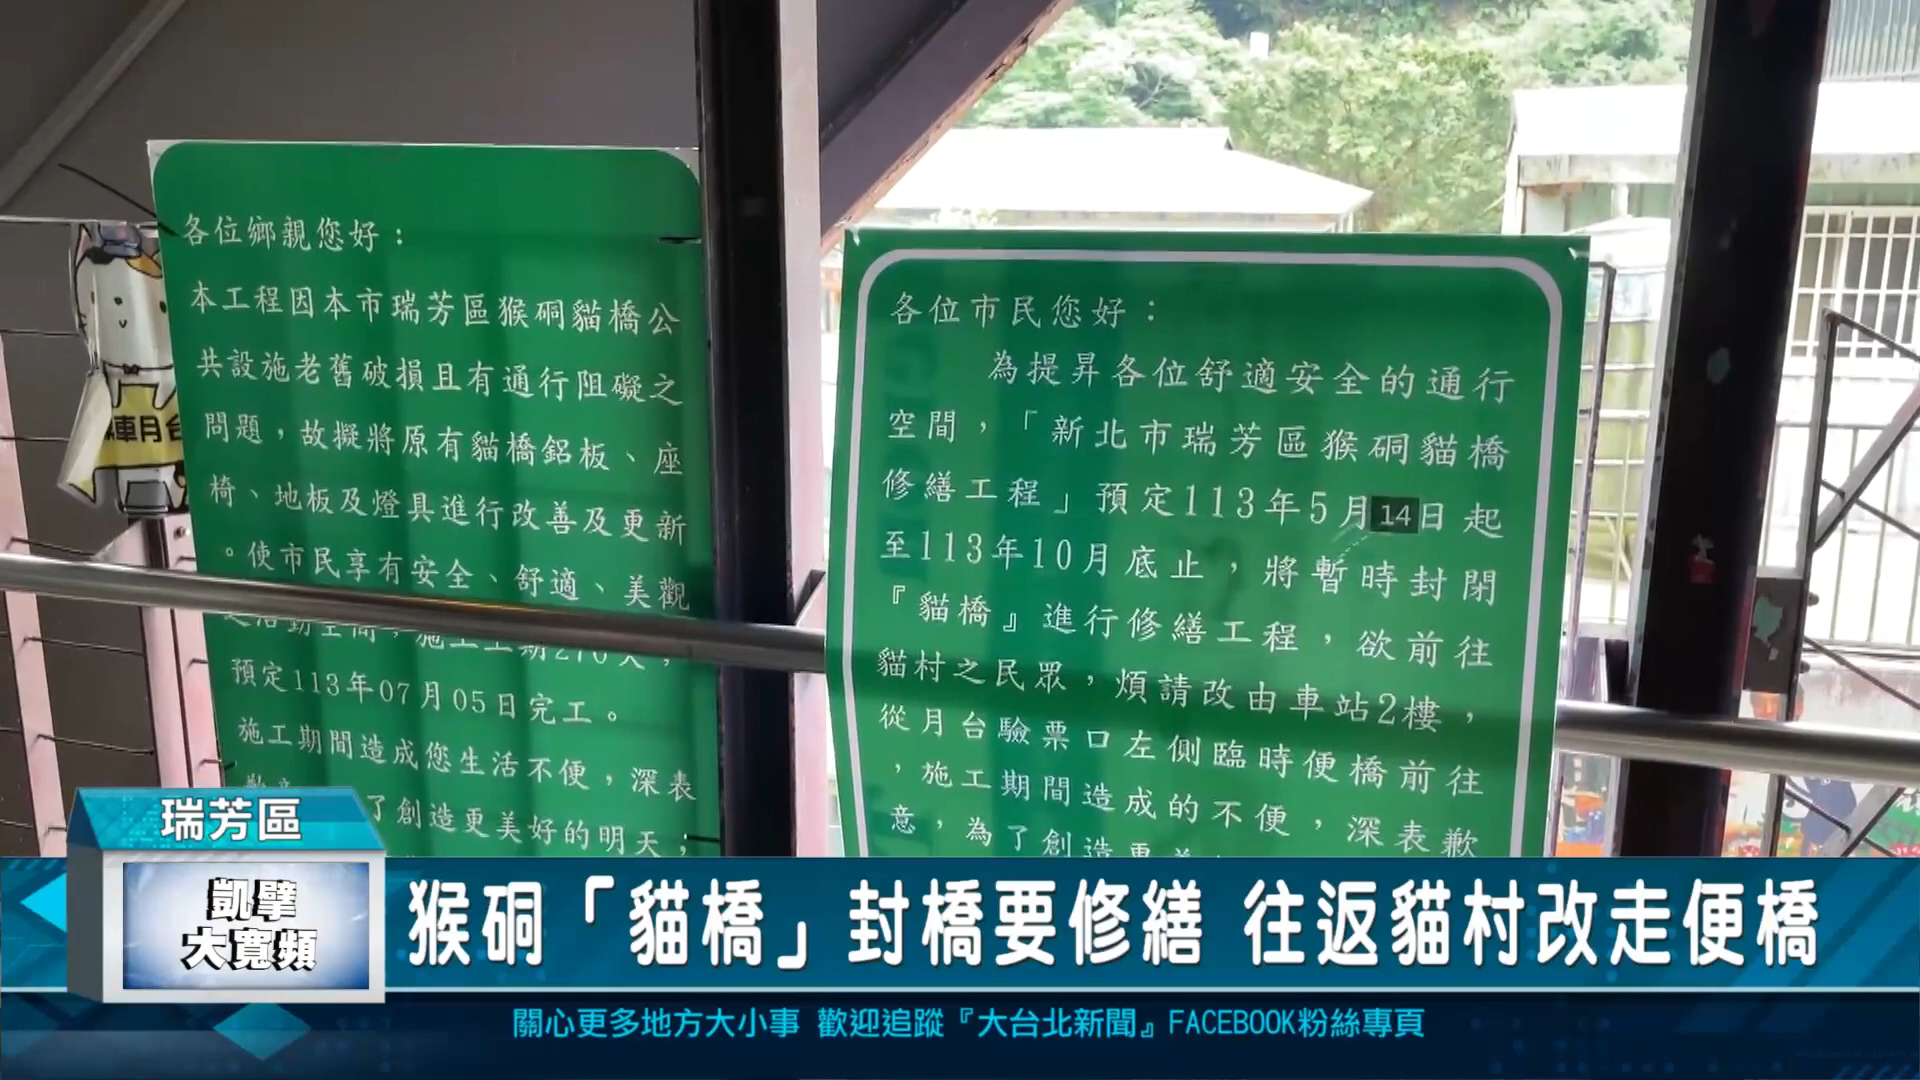 各位鄉親您好：
本工程因本市瑞芳區猴硐貓橋公
共設施老舊破損且有通行阻礙之
問題，故擬將原有貓橋鋁板、座
椅、地板及燈具進行改善及更新
。使市民享有安全、舒適、美觀
預定113年07月05日完工。
施工期間造成您生活不便，深表
了創造更美好的明天；
車月台
各位市民您好：
為提昇各位舒適安全的通行
空間，「新北市瑞芳區猴硐貓橋
修繕工程」預定113年5月14日起
至113年10月底止，將暫時封閉
『貓橋』進行修繕工程，欲前往
貓村之民眾，煩請改由車站2樓，
從月台驗票口左側臨時便橋前往
，施工期間造成的不便，深表歉
意，為了創造更
瑞芳區
凱擘
大寬頻
猴硐「貓橋」封橋要修繕 往返貓村改走便橋
關心更多地方大小事 歡迎追蹤『大台北新聞』FACEBOOK粉絲專頁